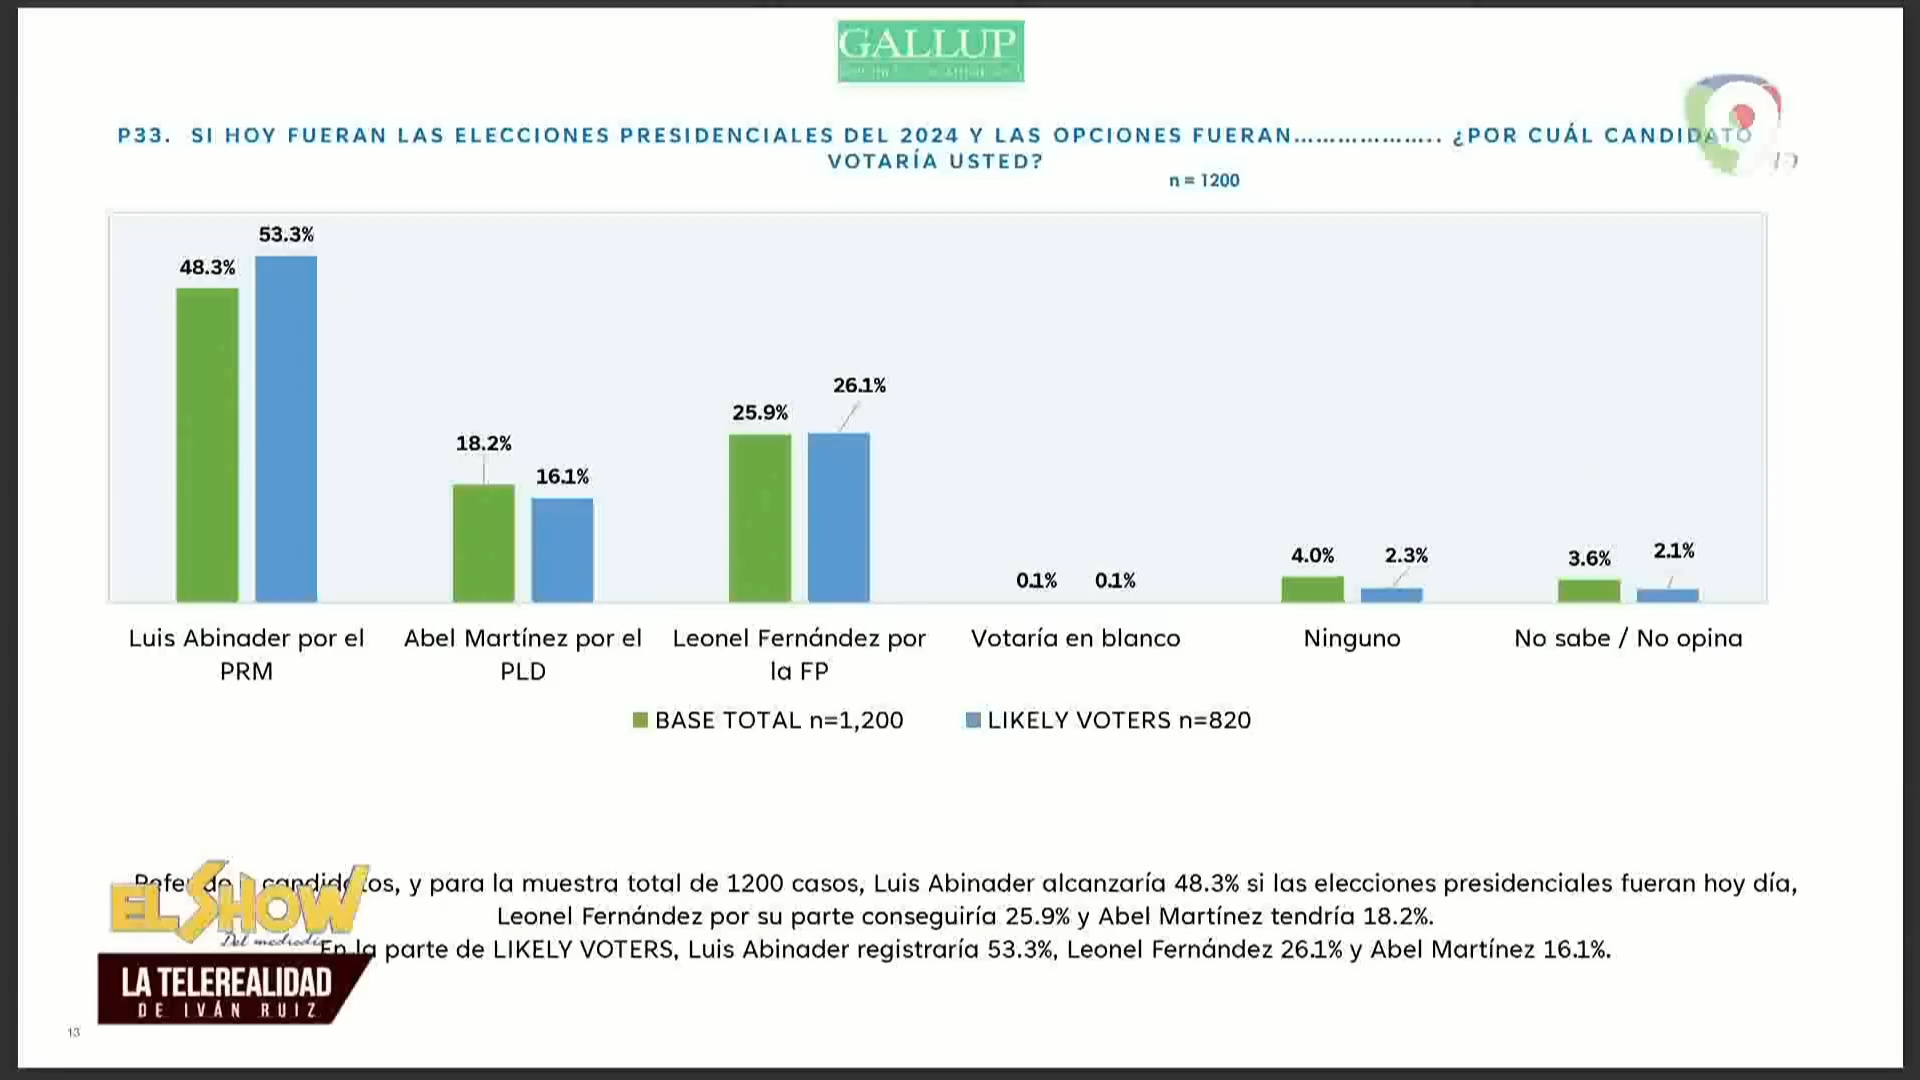 GALLUP
P33. SI HOY FUERAN LAS ELECCIONES PRESIDENCIALES DEL 2024 Y LAS OPCIONES FUERAN……………….. ¿POR CUÁL CANDIDATO
VOTARÍA USTED?
n = 1200
53.3%
48.3%
26.1%
25.9%
18.2%
16.1%
0.1% 0.1%
4.0% 2.3%
3.6% 2.1%
Luis Abinader por el
PRM
Abel Martínez por el
PLD
Leonel Fernández por
la FP
Votaría en blanco
Ninguno
No sabe / No opina
BASE TOTAL n=1,200 LIKELY VOTERS n=820
candidatos, y para la muestra total de 1200 casos, Luis Abinader alcanzaría 48.3% si las elecciones presidenciales fueran hoy día,
Leonel Fernández por su parte conseguiría 25.9% y Abel Martínez tendría 18.2%.
En la parte de LIKELY VOTERS, Luis Abinader registraría 53.3%, Leonel Fernández 26.1% y Abel Martínez 16.1%.
EL SHOW
Del mediodía
LA TELEREALIDAD
DE IVÁN RUIZ
13